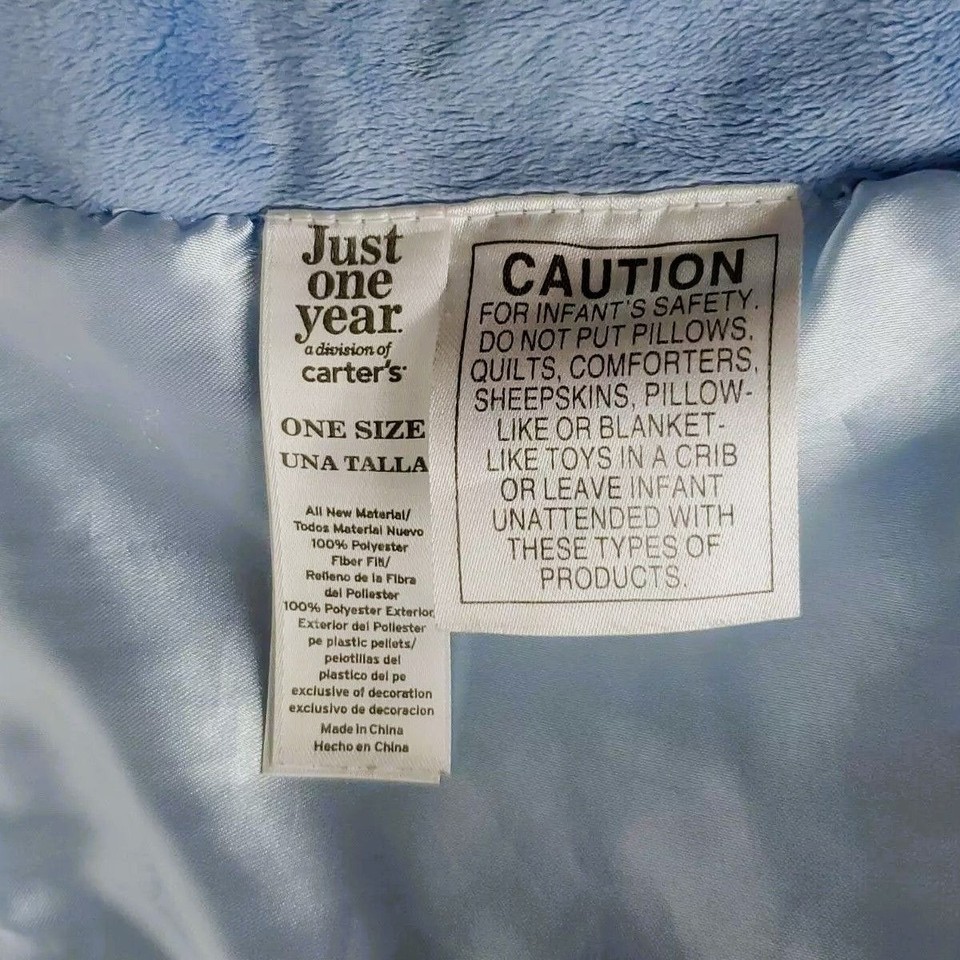 Just
one
year.
a division of
carter's
ONE SIZE
UNA TALLA
All New Material/
Todos Material Nuevo
100% Polyester
Fiber Fill/
Relleno de la Fibra
del Poliester
100% Polyester Exterior
Exterior del Poliester
pe plastic pellets/
pelotillas del
plastico del pe
exclusive of decoration
exclusivo de decoracion
Made in China
Hecho en China
CAUTION
FOR INFANT'S SAFETY.
DO NOT PUT PILLOWS,
QUILTS, COMFORTERS,
SHEEPSKINS, PILLOW-
LIKE OR BLANKET-
LIKE TOYS IN A CRIB
OR LEAVE INFANT
UNATTENDED WITH
THESE TYPES OF
PRODUCTS.